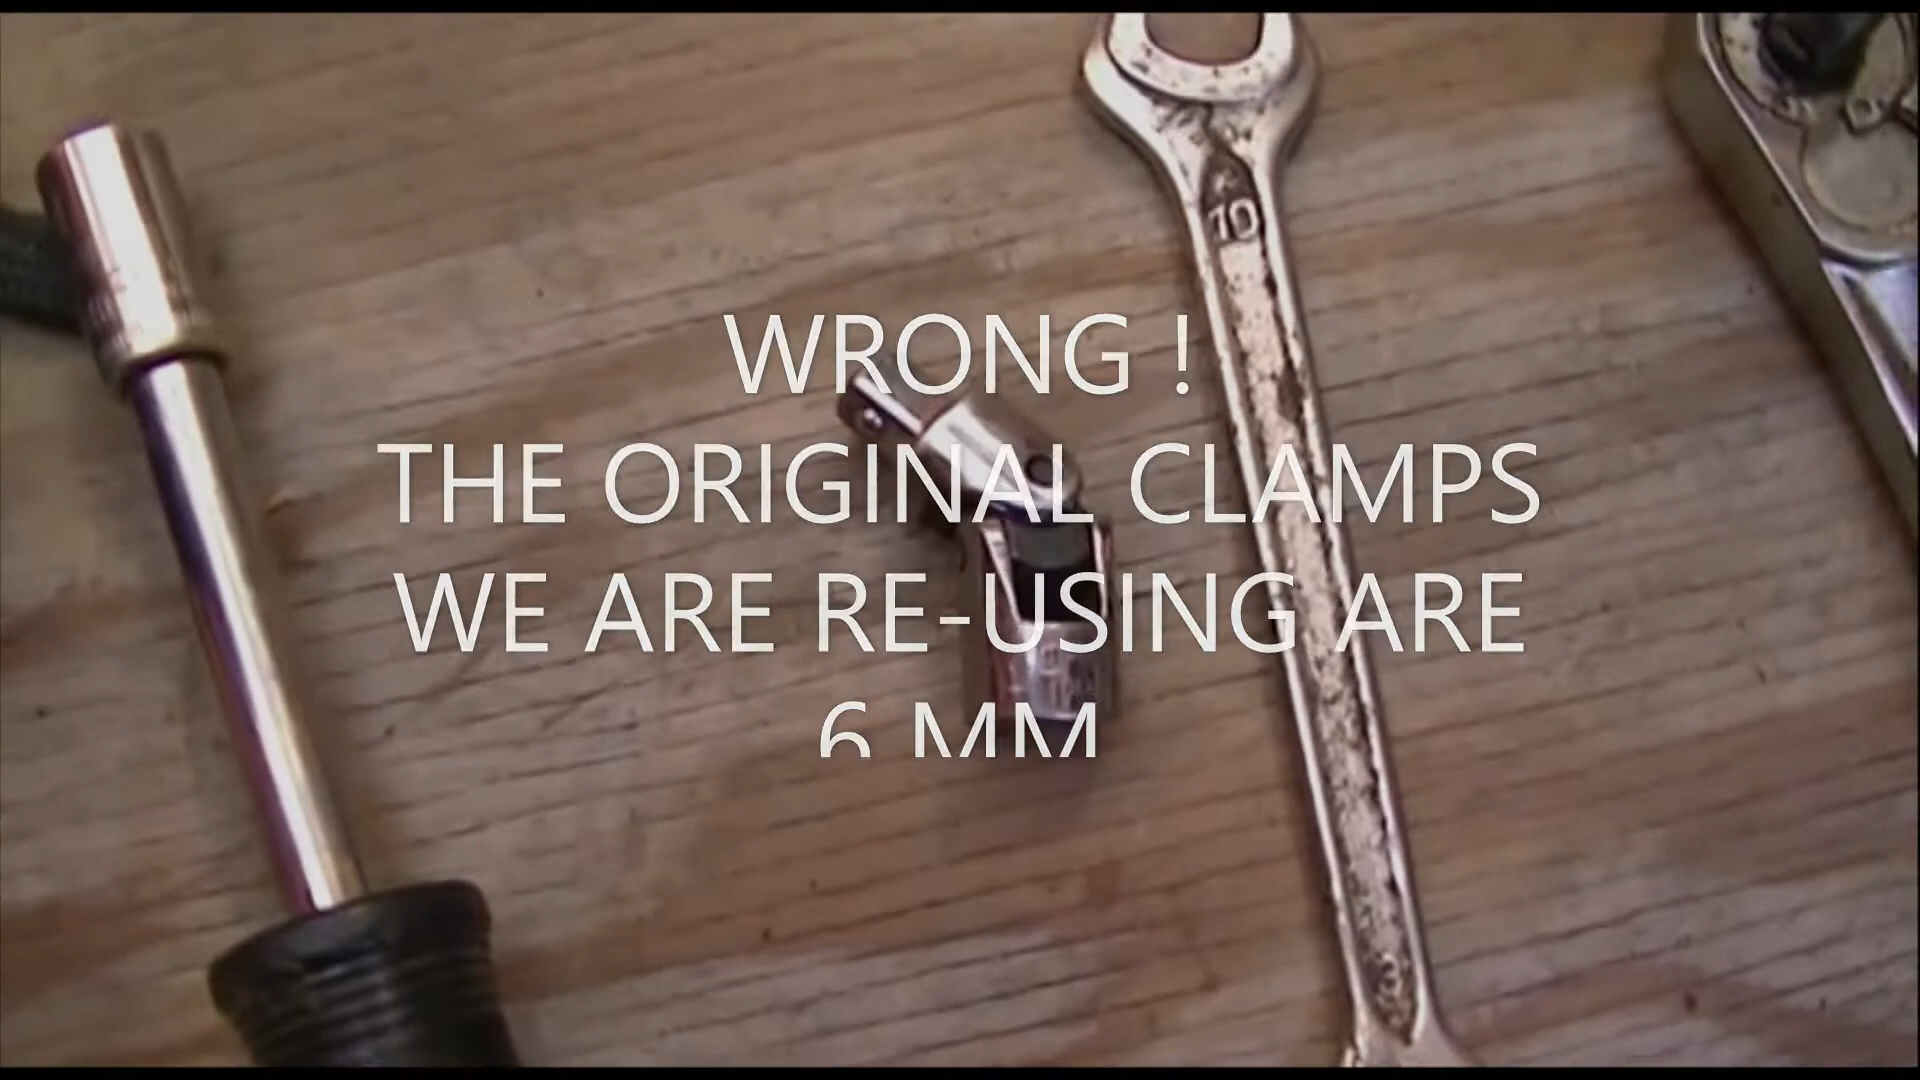 10
WRONG !
THE ORIGINAL CLAMPS
WE ARE RE-USING ARE
6 MM